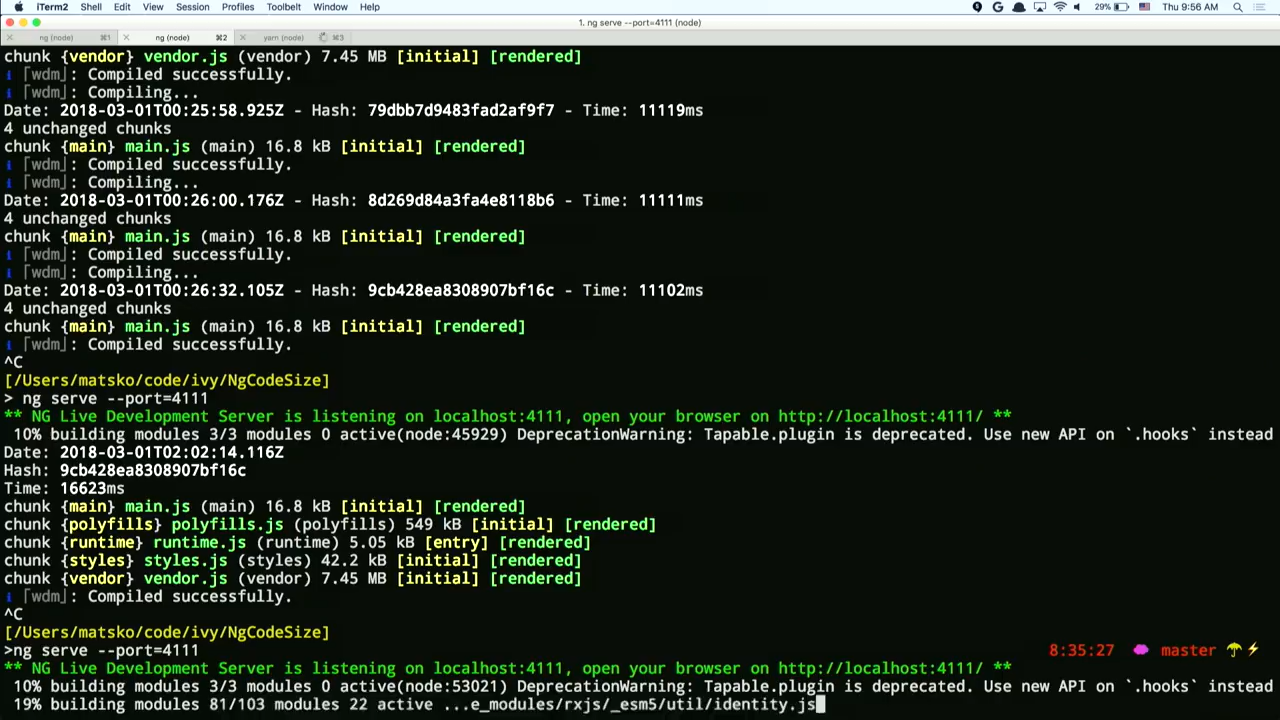 iTerm2 Shell Edit View Session Profiles Toolbelt Window Help 29% Thu 9:56 AM
1. ng serve --port=4111 (node)
ng (node) ⌘1 ng (node) ⌘2 yarn (node) ⌘3
chunk {vendor} vendor.js (vendor) 7.45 MB [initial] [rendered]
ℹ ｢wdm｣: Compiled successfully.
ℹ ｢wdm｣: Compiling...
Date: 2018-03-01T00:25:58.925Z - Hash: 79dbb7d9483fad2af9f7 - Time: 11119ms
4 unchanged chunks
chunk {main} main.js (main) 16.8 kB [initial] [rendered]
ℹ ｢wdm｣: Compiled successfully.
ℹ ｢wdm｣: Compiling...
Date: 2018-03-01T00:26:00.176Z - Hash: 8d269d84a3fa4e8118b6 - Time: 11111ms
4 unchanged chunks
chunk {main} main.js (main) 16.8 kB [initial] [rendered]
ℹ ｢wdm｣: Compiled successfully.
ℹ ｢wdm｣: Compiling...
Date: 2018-03-01T00:26:32.105Z - Hash: 9cb428ea8308907bf16c - Time: 11102ms
4 unchanged chunks
chunk {main} main.js (main) 16.8 kB [initial] [rendered]
ℹ ｢wdm｣: Compiled successfully.
^C
[/Users/matsko/code/ivy/NgCodeSize]
> ng serve --port=4111
** NG Live Development Server is listening on localhost:4111, open your browser on http://localhost:4111/ **
10% building modules 3/3 modules 0 active(node:45929) DeprecationWarning: Tapable.plugin is deprecated. Use new API on `.hooks` instead
Date: 2018-03-01T02:02:14.116Z
Hash: 9cb428ea8308907bf16c
Time: 16623ms
chunk {main} main.js (main) 16.8 kB [initial] [rendered]
chunk {polyfills} polyfills.js (polyfills) 549 kB [initial] [rendered]
chunk {runtime} runtime.js (runtime) 5.05 kB [entry] [rendered]
chunk {styles} styles.js (styles) 42.2 kB [initial] [rendered]
chunk {vendor} vendor.js (vendor) 7.45 MB [initial] [rendered]
ℹ ｢wdm｣: Compiled successfully.
^C
[/Users/matsko/code/ivy/NgCodeSize]
>ng serve --port=4111 8:35:27 master
** NG Live Development Server is listening on localhost:4111, open your browser on http://localhost:4111/ **
10% building modules 3/3 modules 0 active(node:53021) DeprecationWarning: Tapable.plugin is deprecated. Use new API on `.hooks` instead
19% building modules 81/103 modules 22 active ...e_modules/rxjs/_esm5/util/identity.js